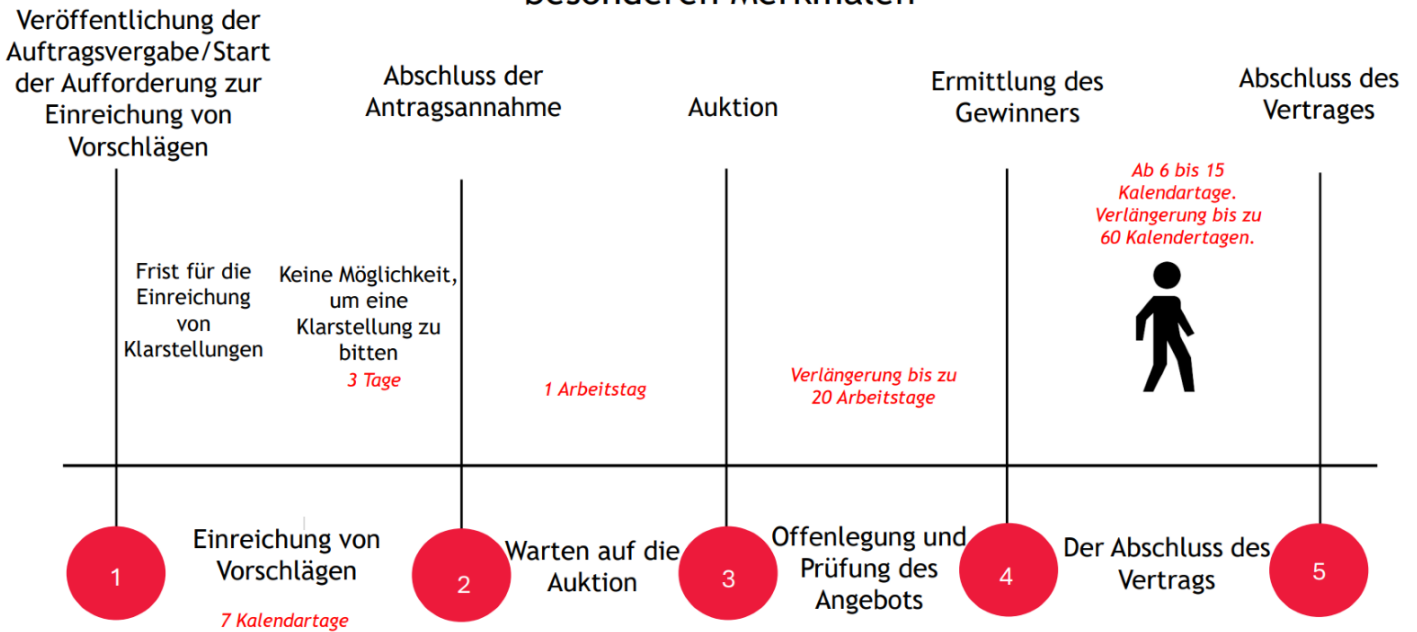 besonderen Merkmalen
Veröffentlichung der
Auftragsvergabe/Start
der Aufforderung zur
Einreichung von
Vorschlägen
Abschluss der
Antragsannahme
Auktion
Ermittlung des
Gewinners
Abschluss des
Vertrages
Frist für die
Einreichung
von
Klarstellungen
Keine Möglichkeit,
um eine
Klarstellung zu
bitten
3 Tage
1 Arbeitstag
Verlängerung bis zu
20 Arbeitstage
Ab 6 bis 15
Kalendartage.
Verlängerung bis zu
60 Kalendertagen.
1
Einreichung von
Vorschlägen
7 Kalendartage
2
Warten auf die
Auktion
3
Offenlegung und
Prüfung des
Angebots
4
Der Abschluss des
Vertrags
5